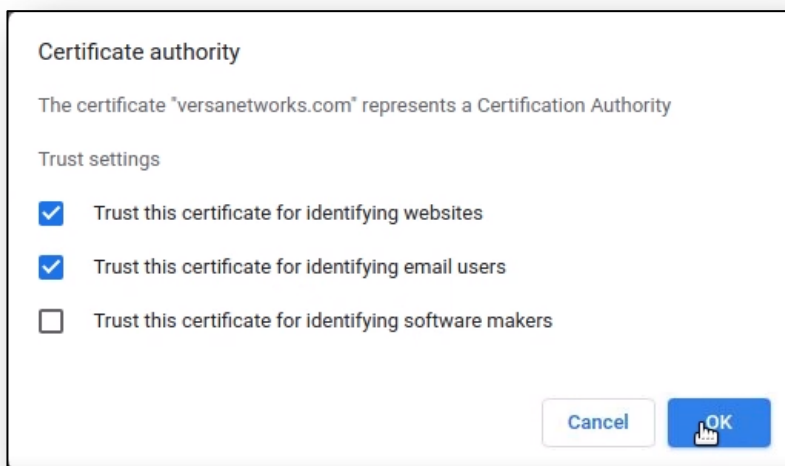 Certificate authority
The certificate "versanetworks.com" represents a Certification Authority
Trust settings
Trust this certificate for identifying websites
Trust this certificate for identifying email users
Trust this certificate for identifying software makers
Cancel
OK